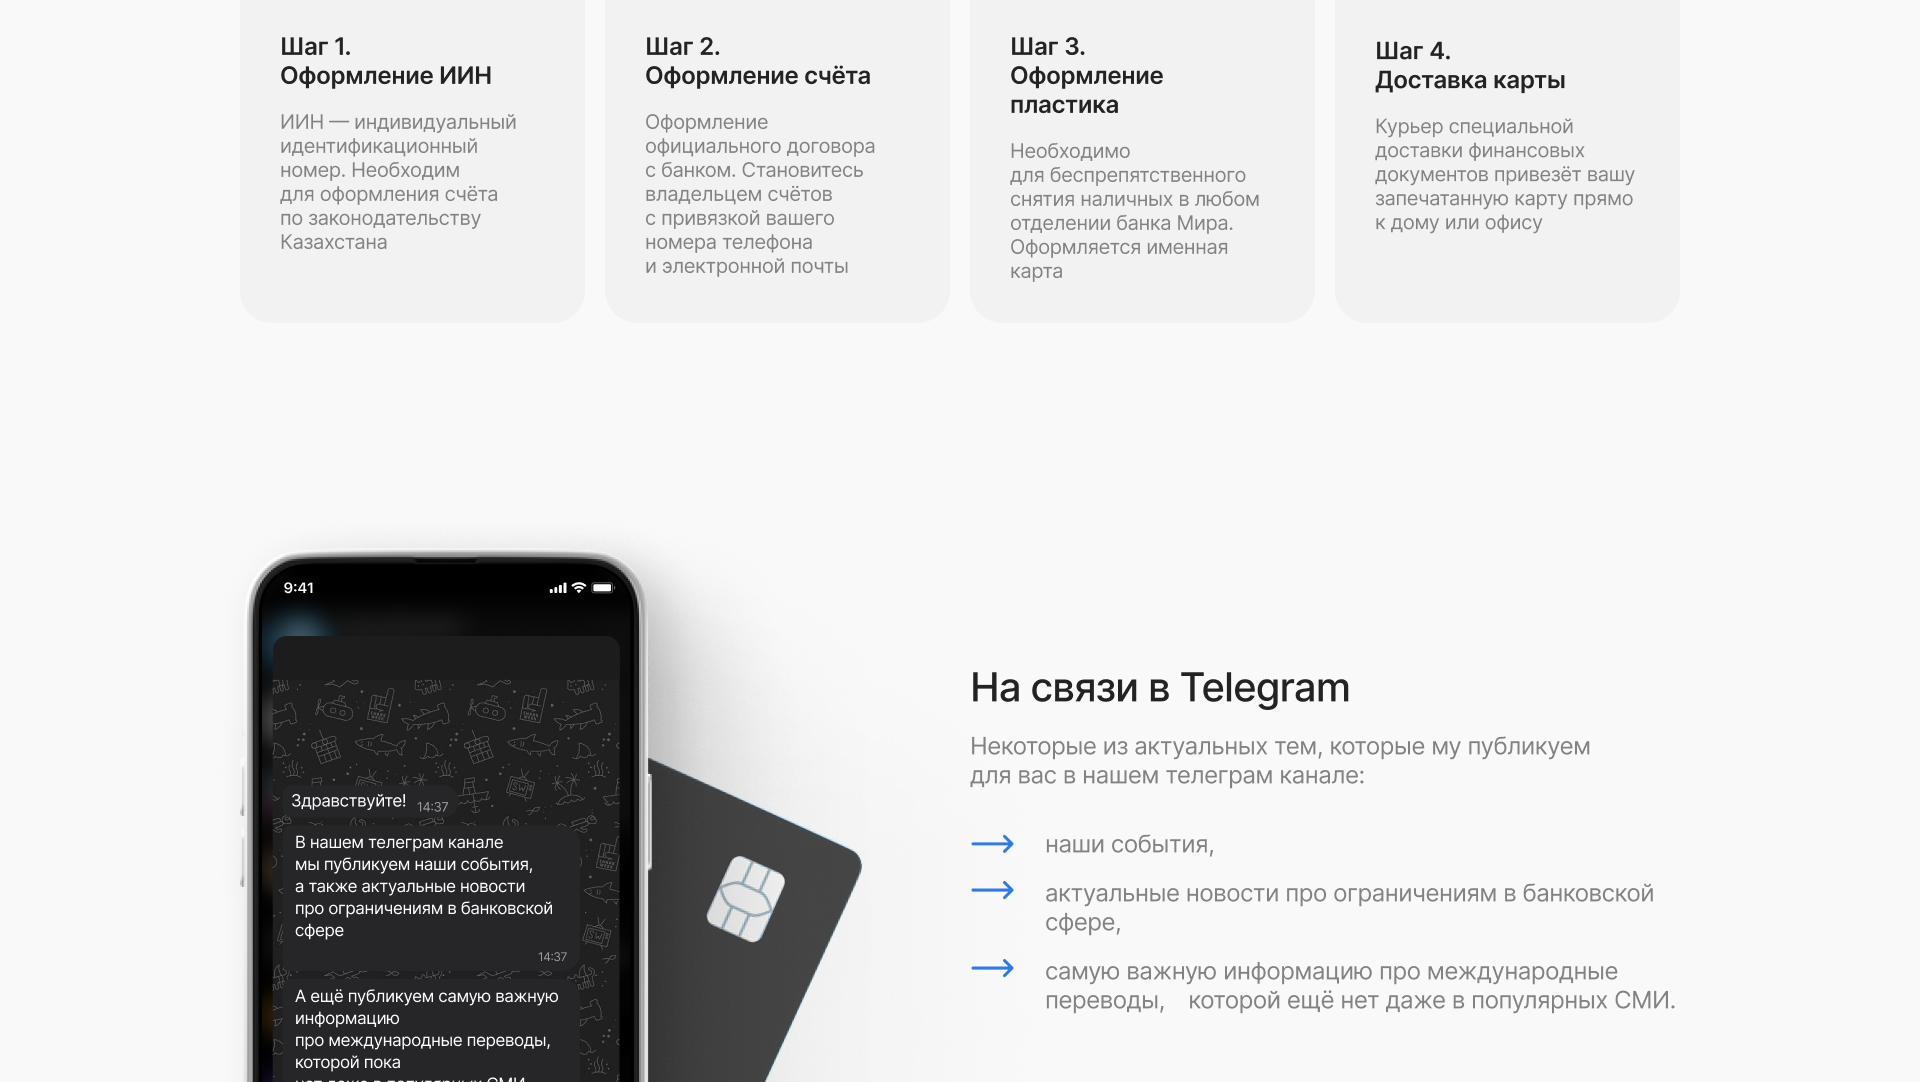 Шаг 1.
Оформление ИИН
ИИН — индивидуальный
идентификационный
номер. Необходим
для оформления счёта
по законодательству
Казахстана
Шаг 2.
Оформление счёта
Оформление
официального договора
с банком. Становитесь
владельцем счётов
с привязкой вашего
номера телефона
и электронной почты
Шаг 3.
Оформление
пластика
Необходимо
для беспрепятственного
снятия наличных в любом
отделении банка Мира.
Оформляется именная
карта
Шаг 4.
Доставка карты
Курьер специальной
доставки финансовых
документов привезёт вашу
запечатанную карту прямо
к дому или офису
9:41
Здравствуйте! 14:37
В нашем телеграм канале
мы публикуем наши события,
а также актуальные новости
про ограничениям в банковской
сфере
14:37
А ещё публикуем самую важную
информацию
про международные переводы,
которой пока
нет даже в популярных СМИ
На связи в Telegram
Некоторые из актуальных тем, которые му публикуем
для вас в нашем телеграм канале:
наши события,
актуальные новости про ограничениям в банковской
сфере,
самую важную информацию про международные
переводы, которой ещё нет даже в популярных СМИ.